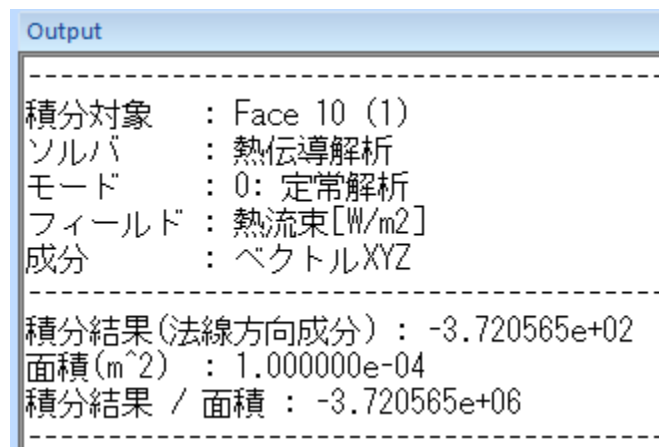 Output
--------------------------------------------
積分対象　: Face 10 (1)
ソルバ　　: 熱伝導解析
モード　　: 0: 定常解析
フィールド : 熱流束[W/m2]
成分　　　: ベクトルXYZ
--------------------------------------------
積分結果(法線方向成分) : -3.720565e+02
面積(m^2) : 1.000000e-04
積分結果 / 面積 : -3.720565e+06
--------------------------------------------